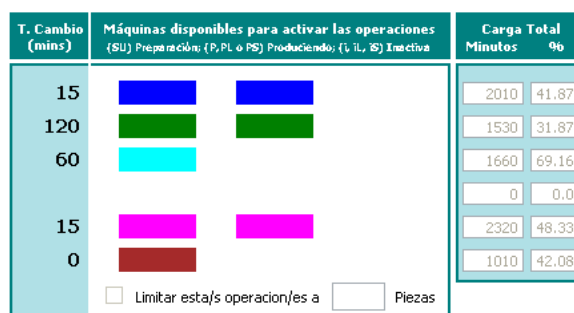 T. Cambio (mins)
Máquinas disponibles para activar las operaciones
{SU} Preparación; {P, PL o PS} Produciendo; {i, iL, iS} Inactiva
Carga Total
Minutos %
15 2010 41.87
120 1530 31.87
60 1660 69.16
0 0.0
15 2320 48.33
0 1010 42.08
Limitar esta/s operacion/es a Piezas